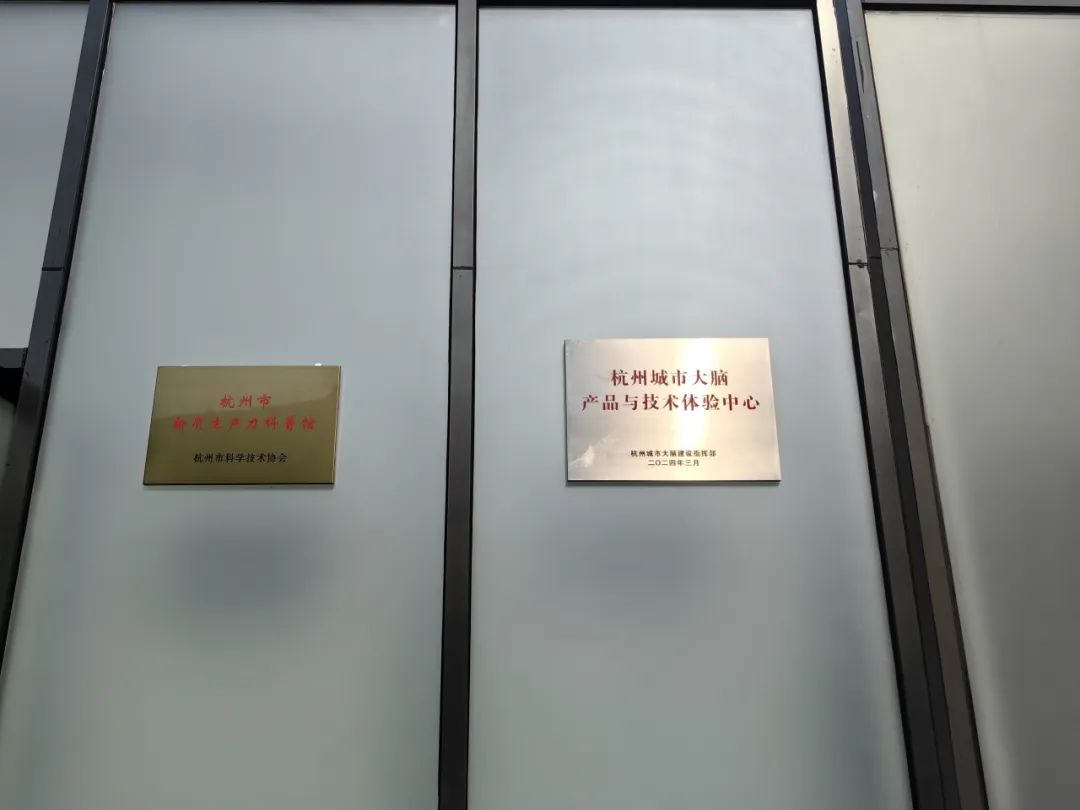 杭州市
新质生产力科普馆
杭州市科学技术协会
杭州城市大脑
产品与技术体验中心
杭州城市大脑建设指挥部
二〇二四年三月